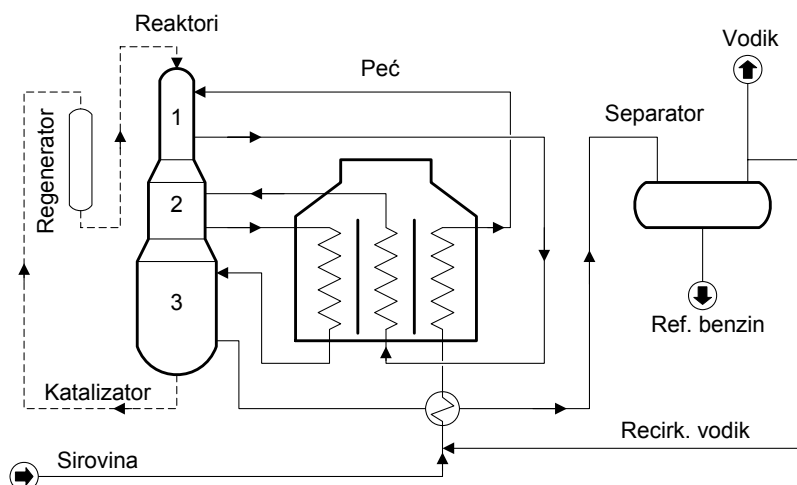 Reaktori
Peć
Vodik
Separator
Regenerator
1
2
3
Ref. benzin
Katalizator
Recirk. vodik
Sirovina